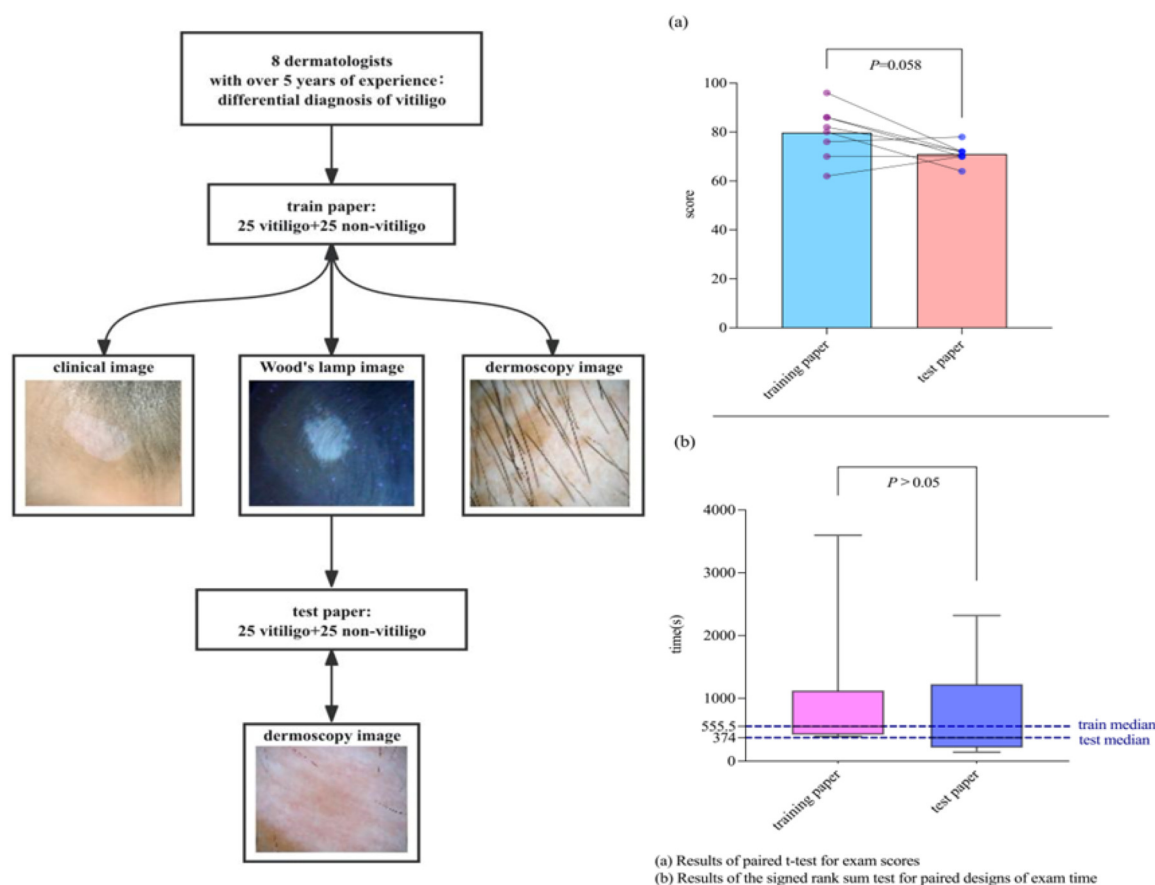 8 dermatologists
with over 5 years of experience:
differential diagnosis of vitiligo
train paper:
25 vitiligo+25 non-vitiligo
clinical image
Wood's lamp image
dermoscopy image
test paper:
25 vitiligo+25 non-vitiligo
dermoscopy image
(a)
P=0.058
100
80
60
40
20
0
score
training paper
test paper
(b)
P > 0.05
4000
3000
2000
1000
555.5
374
0
time(s)
train median
test median
training paper
test paper
(a) Results of paired t-test for exam scores
(b) Results of the signed rank sum test for paired designs of exam time